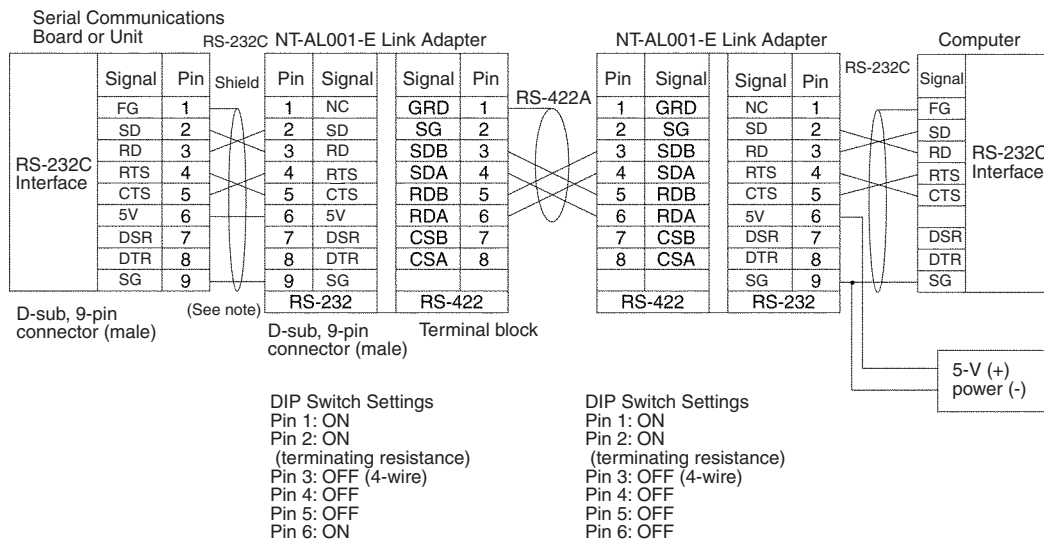 Serial Communications
Board or Unit
RS-232C
NT-AL001-E Link Adapter
NT-AL001-E Link Adapter
Computer
RS-232C
Signal Pin Shield Pin Signal Signal Pin RS-422A Pin Signal Signal Pin Signal
FG 1 1 NC GRD 1 1 GRD NC 1 FG
SD 2 2 SD SG 2 2 SG SD 2 SD
RD 3 3 RD SDB 3 3 SDB RD 3 RD
RS-232C
Interface
RTS 4 4 RTS SDA 4 4 SDA RTS 4 RTS
RS-232C
Interface
CTS 5 5 CTS RDB 5 5 RDB CTS 5 CTS
5V 6 6 5V RDA 6 6 RDA 5V 6
DSR 7 7 DSR CSB 7 7 CSB DSR 7 DSR
DTR 8 8 DTR CSA 8 8 CSA DTR 8 DTR
SG 9 9 SG SG 9 SG
(See note)
RS-232 RS-422 RS-422 RS-232
D-sub, 9-pin
connector (male)
D-sub, 9-pin
connector (male)
Terminal block
5-V (+)
power (-)
DIP Switch Settings
Pin 1: ON
Pin 2: ON
(terminating resistance)
Pin 3: OFF (4-wire)
Pin 4: OFF
Pin 5: OFF
Pin 6: ON
DIP Switch Settings
Pin 1: ON
Pin 2: ON
(terminating resistance)
Pin 3: OFF (4-wire)
Pin 4: OFF
Pin 5: OFF
Pin 6: OFF